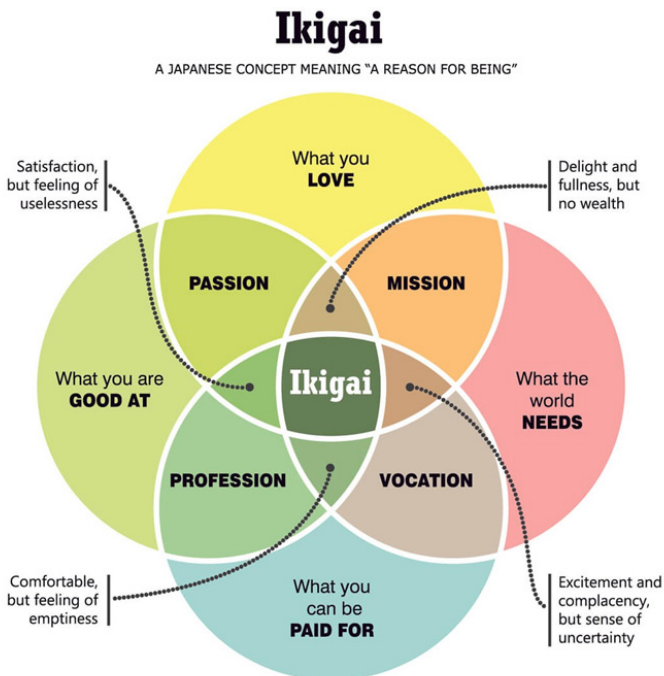 Ikigai
A JAPANESE CONCEPT MEANING “A REASON FOR BEING”
Satisfaction,
but feeling of
uselessness
What you
LOVE
Delight and
fullness, but
no wealth
PASSION
MISSION
What you are
GOOD AT
Ikigai
What the
world
NEEDS
PROFESSION
VOCATION
Comfortable,
but feeling of
emptiness
What you
can be
PAID FOR
Excitement and
complacency,
but sense of
uncertainty